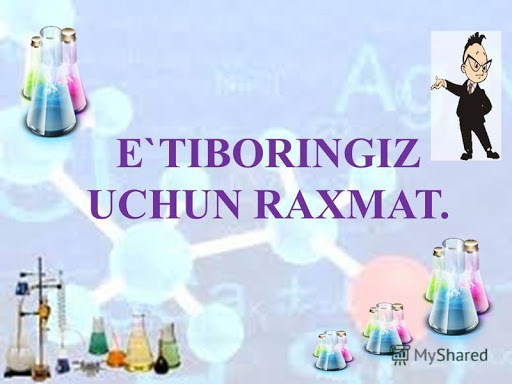 E`TIBORINGIZ
UCHUN RAXMAT.
MyShared